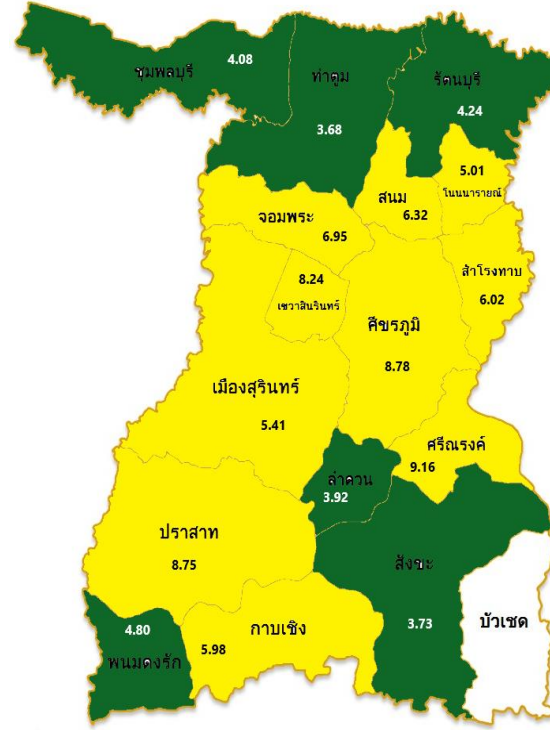 ชุมพลบุรี
4.08
ท่าตูม
3.68
รัตนบุรี
4.24
สนม
6.32
5.01
โนนนารายณ์
จอมพระ
6.95
8.24
เขวาสินรินทร์
ศีขรภูมิ
8.78
สำโรงทาบ
6.02
เมืองสุรินทร์
5.41
ศรีณรงค์
9.16
ลำดวน
3.92
ปราสาท
8.75
สังขะ
3.73
บัวเชด
4.80
พนมดงรัก
กาบเชิง
5.98